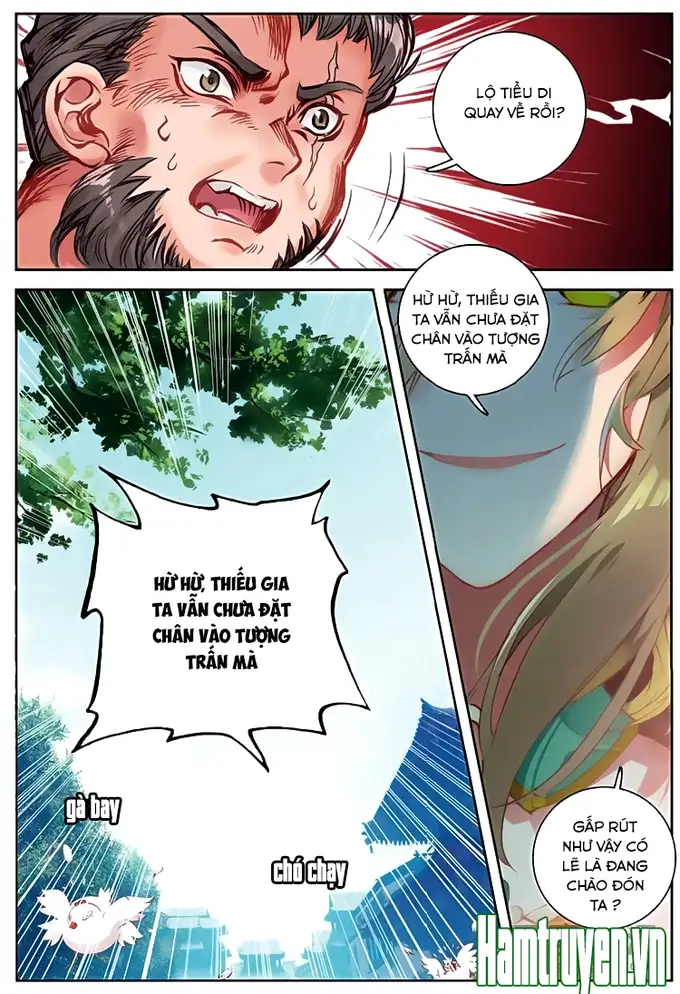 LỘ TIỂU DI
QUAY VỀ RỒI?
HỪ HỪ, THIẾU GIA
TA VẪN CHƯA ĐẶT
CHÂN VÀO TƯỢNG
TRẤN MÀ
HỪ HỪ, THIẾU GIA
TA VẪN CHƯA ĐẶT
CHÂN VÀO TƯỢNG
TRẤN MÀ
gà bay
chó chạy
GẤP RÚT
NHƯ VẬY CÓ
LẼ LÀ ĐANG
CHÀO ĐÓN
TA ?
Hamtruyen.vn